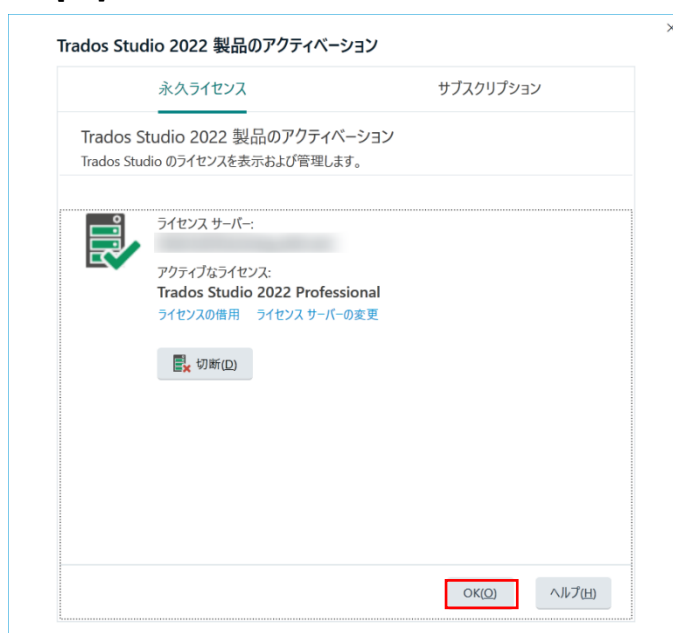 Trados Studio 2022 製品のアクティベーション
永久ライセンス サブスクリプション
Trados Studio 2022 製品のアクティベーション
Trados Studio のライセンスを表示および管理します。
ライセンス サーバー:
アクティブなライセンス:
Trados Studio 2022 Professional
ライセンスの借用 ライセンス サーバーの変更
切断(D)
OK(O) ヘルプ(H)